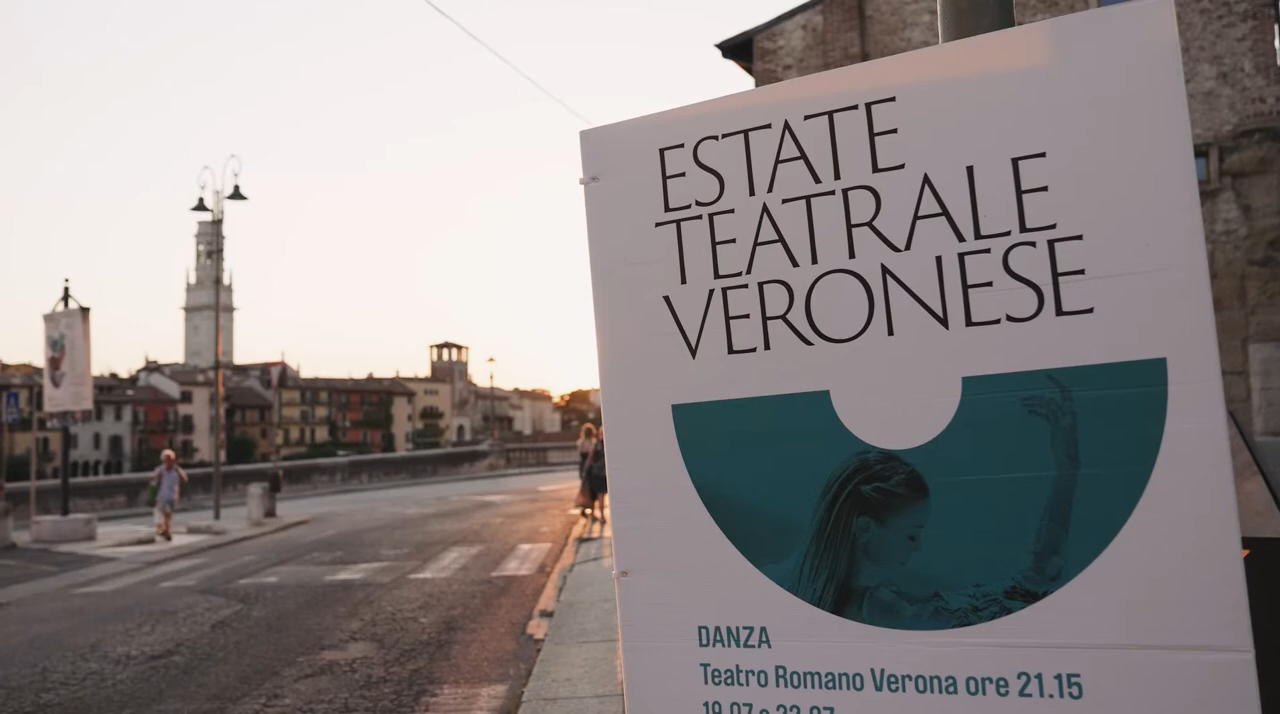 ESTATE
TEATRALE
VERONESE
DANZA
Teatro Romano Verona ore 21.15